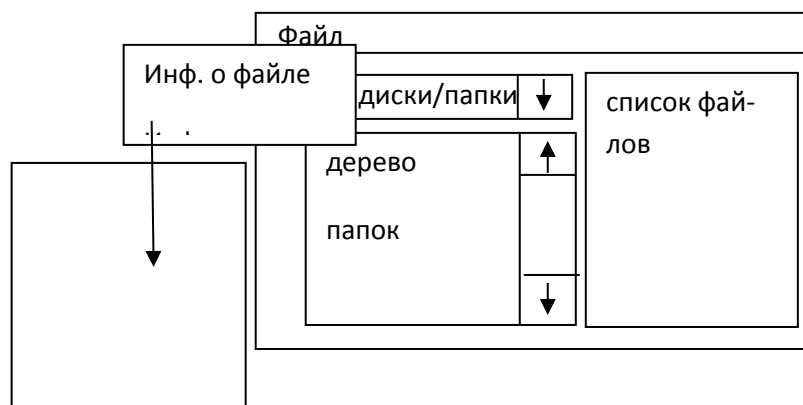 Файл
Инф. о файле
диски/папки
список фай-
лов
дерево
папок